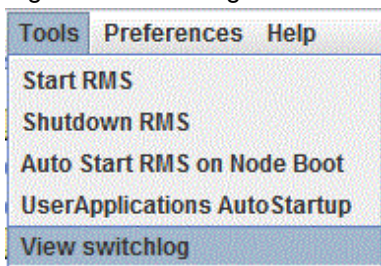 Tools Preferences Help
Start RMS
Shutdown RMS
Auto Start RMS on Node Boot
UserApplications AutoStartup
View switchlog